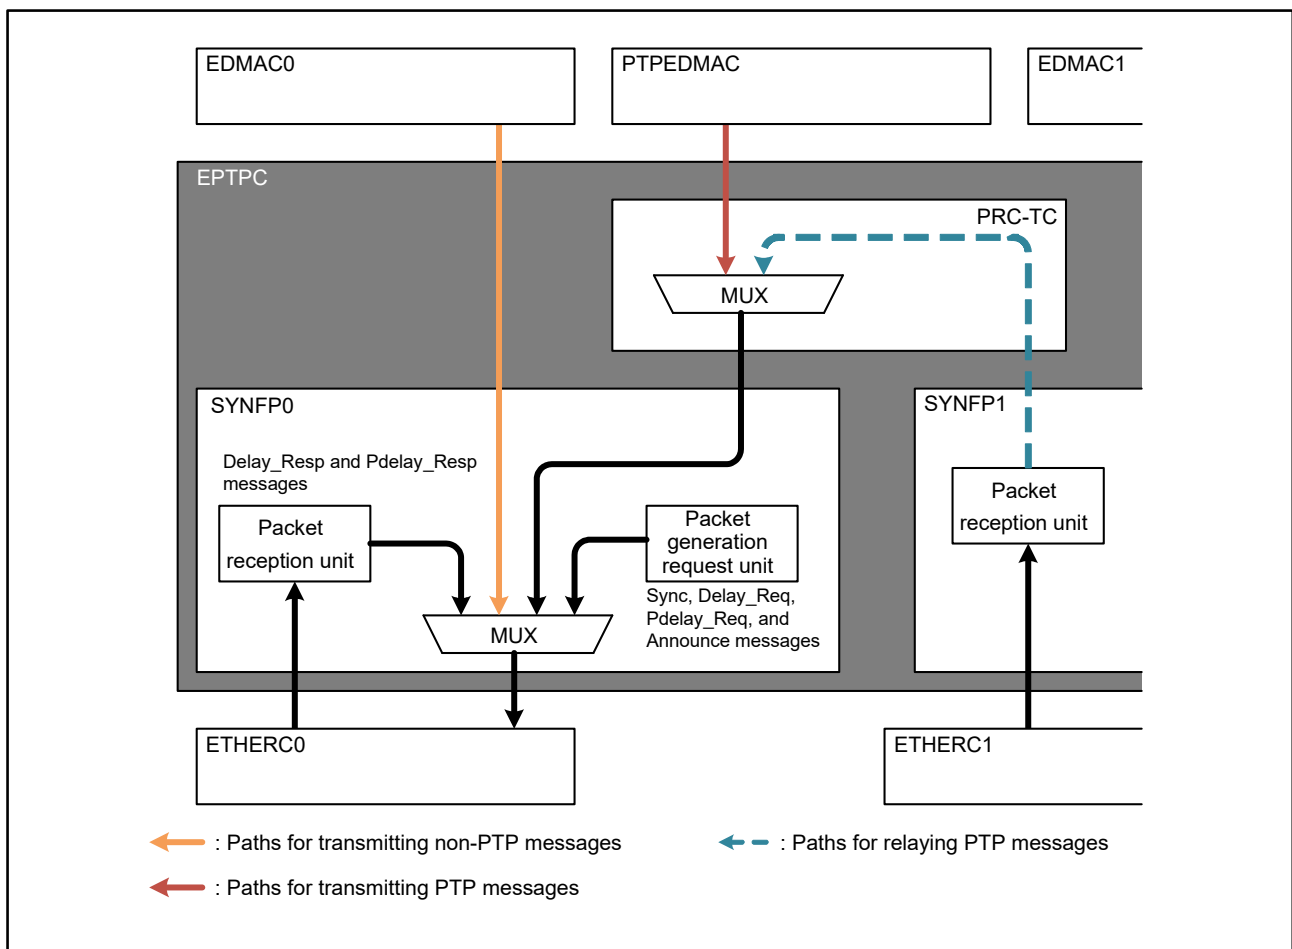 EDMAC0
PTPEDMAC
EDMAC1
EPTPC
PRC-TC
MUX
SYNFP0
SYNFP1
Delay_Resp and Pdelay_Resp
messages
Packet
reception unit
Packet
generation
request unit
Packet
reception unit
Sync, Delay_Req,
Pdelay_Req, and
Announce messages
MUX
ETHERC0
ETHERC1
: Paths for transmitting non-PTP messages
: Paths for relaying PTP messages
: Paths for transmitting PTP messages